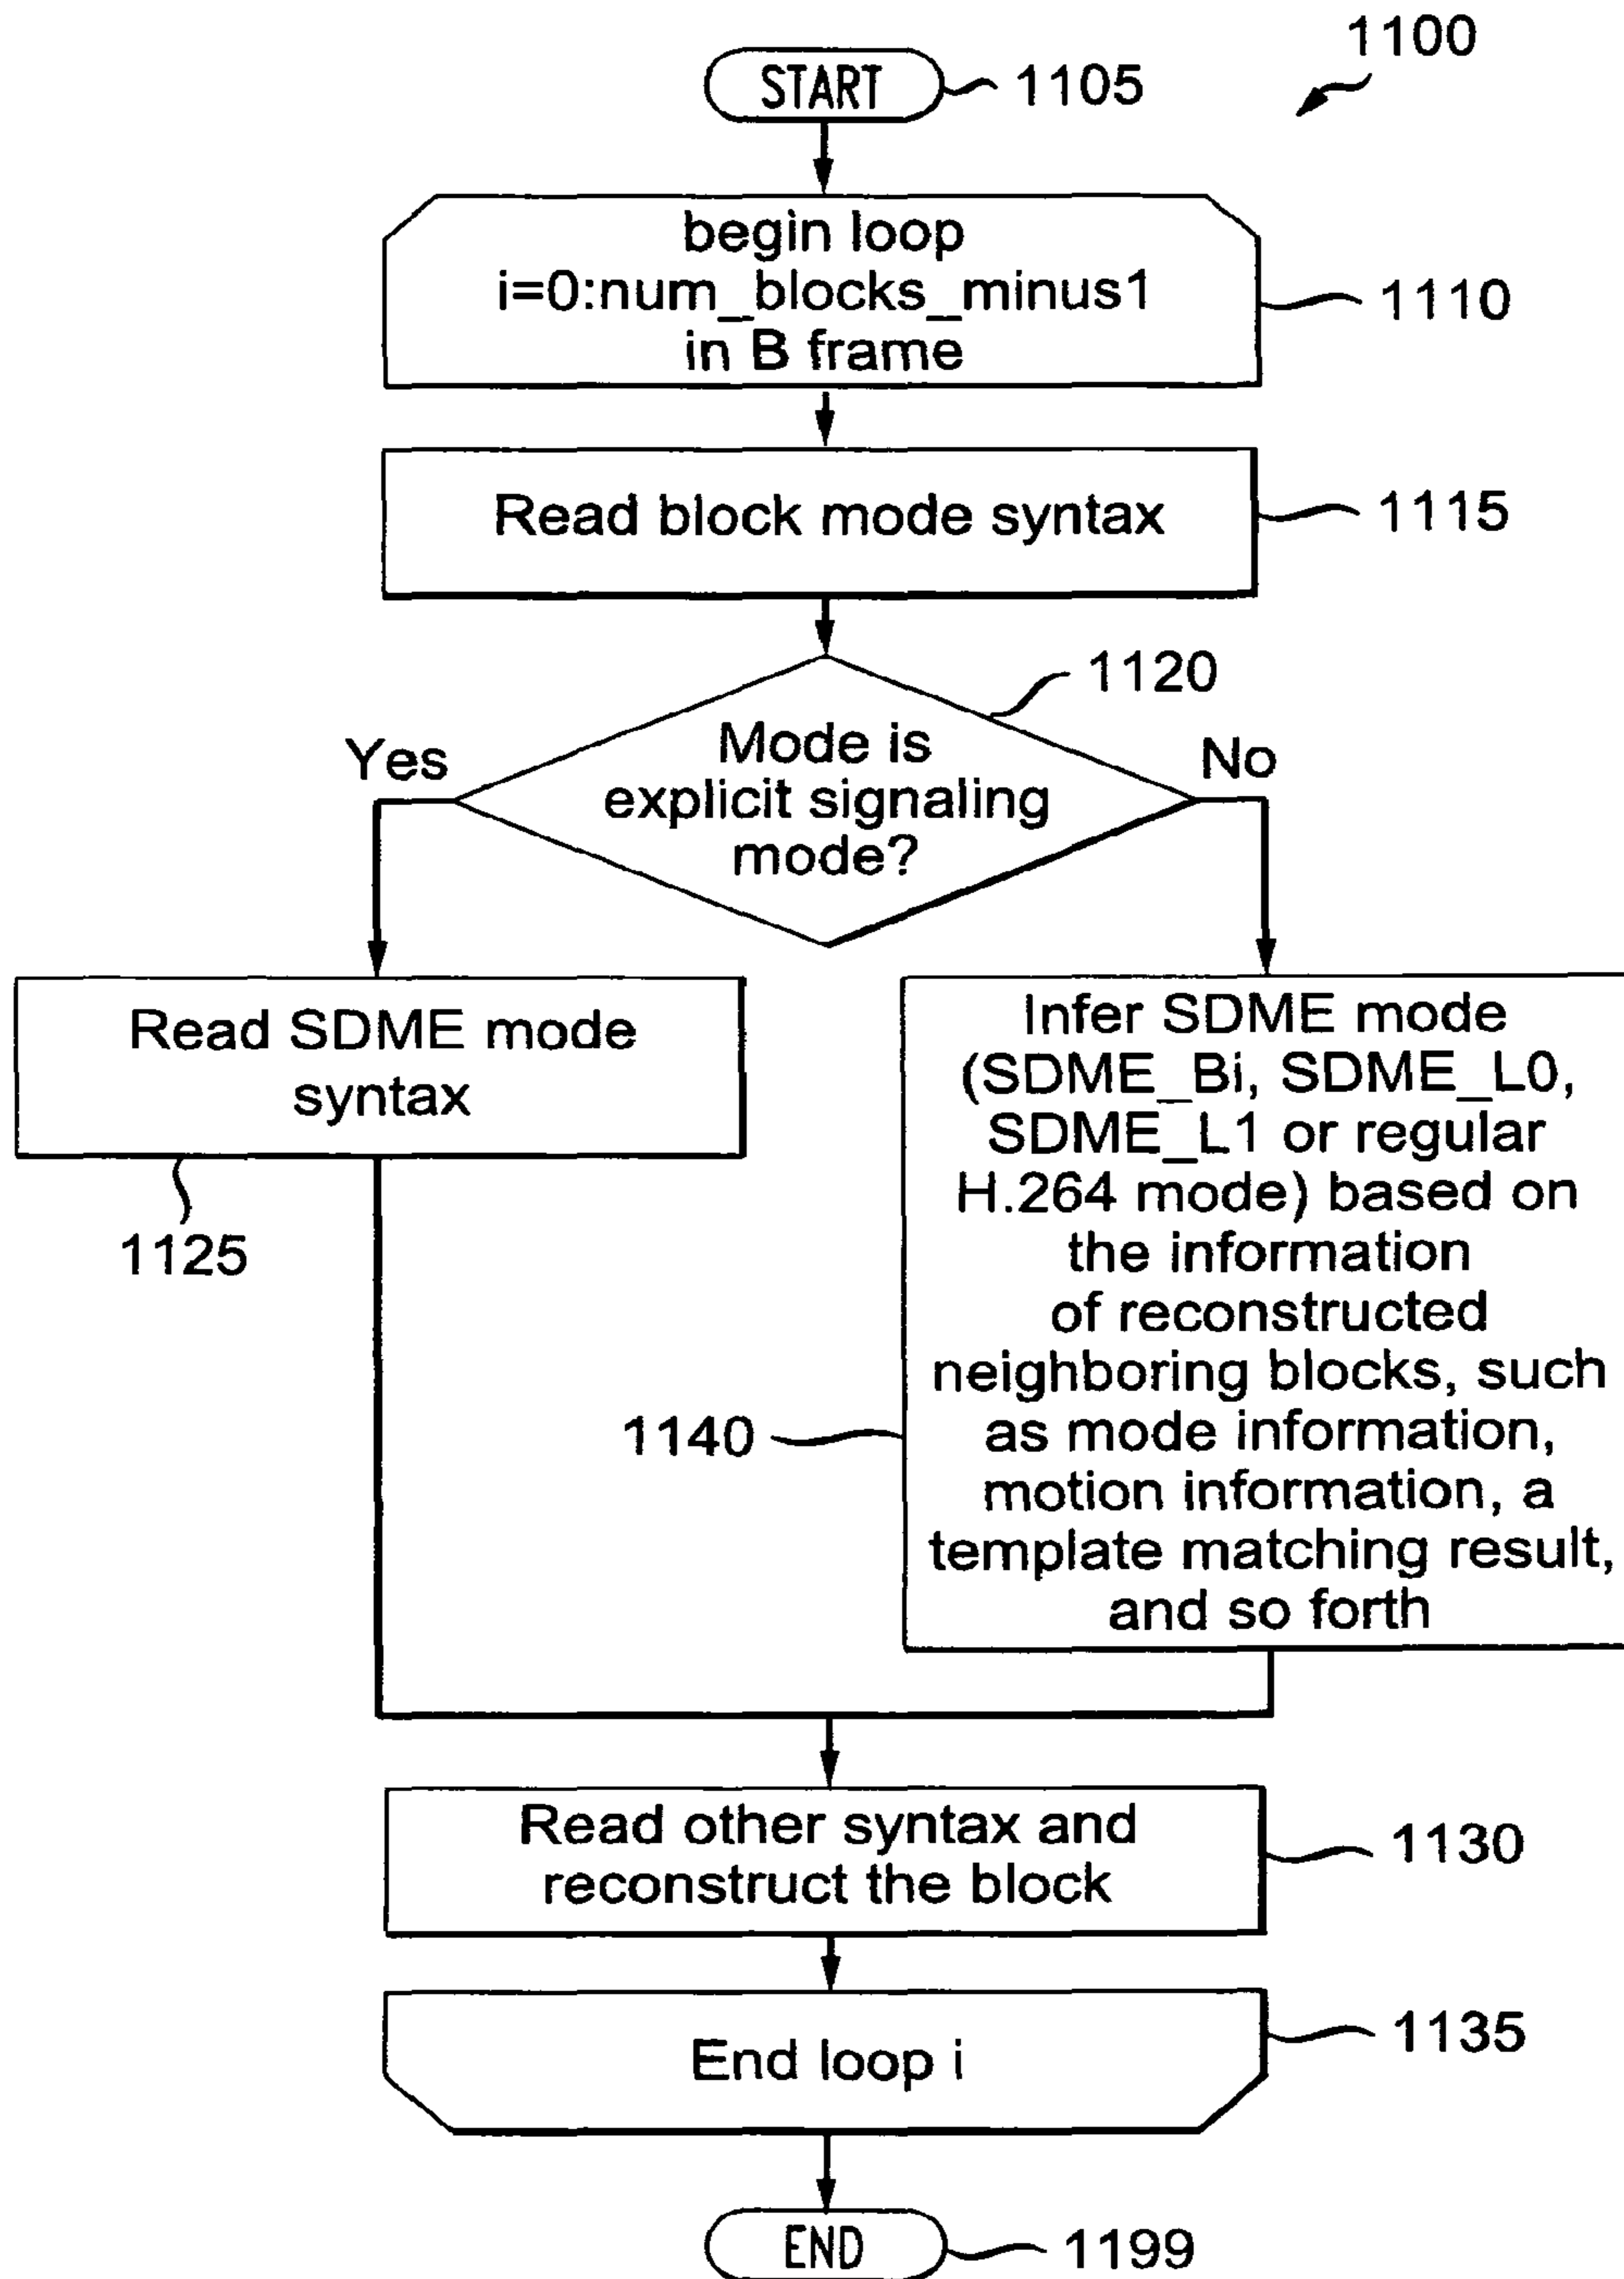 1100
START
1105
begin loop
i=0:num_blocks_minus1
in B frame
1110
Read block mode syntax
1115
1120
Mode is
explicit signaling
mode?
Yes
No
Read SDME mode
syntax
1125
Infer SDME mode
(SDME_Bi, SDME_L0,
SDME_L1 or regular
H.264 mode) based on
the information
of reconstructed
neighboring blocks, such
as mode information,
motion information, a
template matching result,
and so forth
1140
Read other syntax and
reconstruct the block
1130
End loop i
1135
END
1199